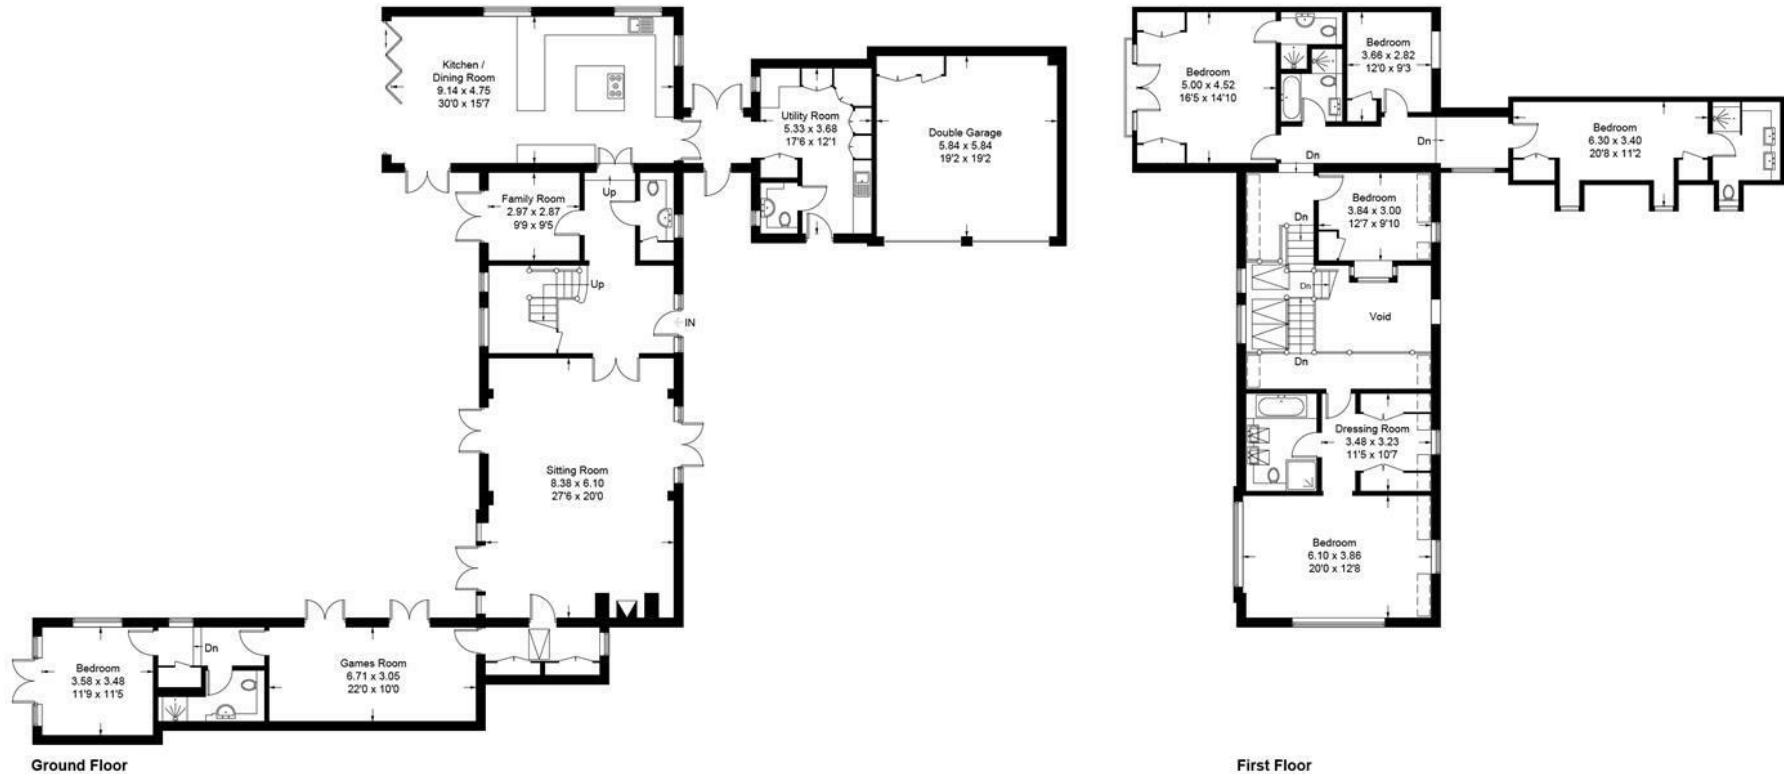 Kitchen /
Dining Room
9.14 x 4.75
30'0 x 15'7
Utility Room
5.33 x 3.68
17'6 x 12'1
Double Garage
5.84 x 5.84
19'2 x 19'2
Family Room
2.97 x 2.87
9'9 x 9'5
Up
Up
IN
Sitting Room
8.38 x 6.10
27'6 x 20'0
Bedroom
3.58 x 3.48
11'9 x 11'5
Dn
Games Room
6.71 x 3.05
22'0 x 10'0
Ground Floor
Bedroom
5.00 x 4.52
16'5 x 14'10
Bedroom
3.66 x 2.82
12'0 x 9'3
Dn
Dn
Bedroom
6.30 x 3.40
20'8 x 11'2
Bedroom
3.84 x 3.00
12'7 x 9'10
Dn
Dn
Void
Dn
Dressing Room
3.48 x 3.23
11'5 x 10'7
Bedroom
6.10 x 3.86
20'0 x 12'8
First Floor